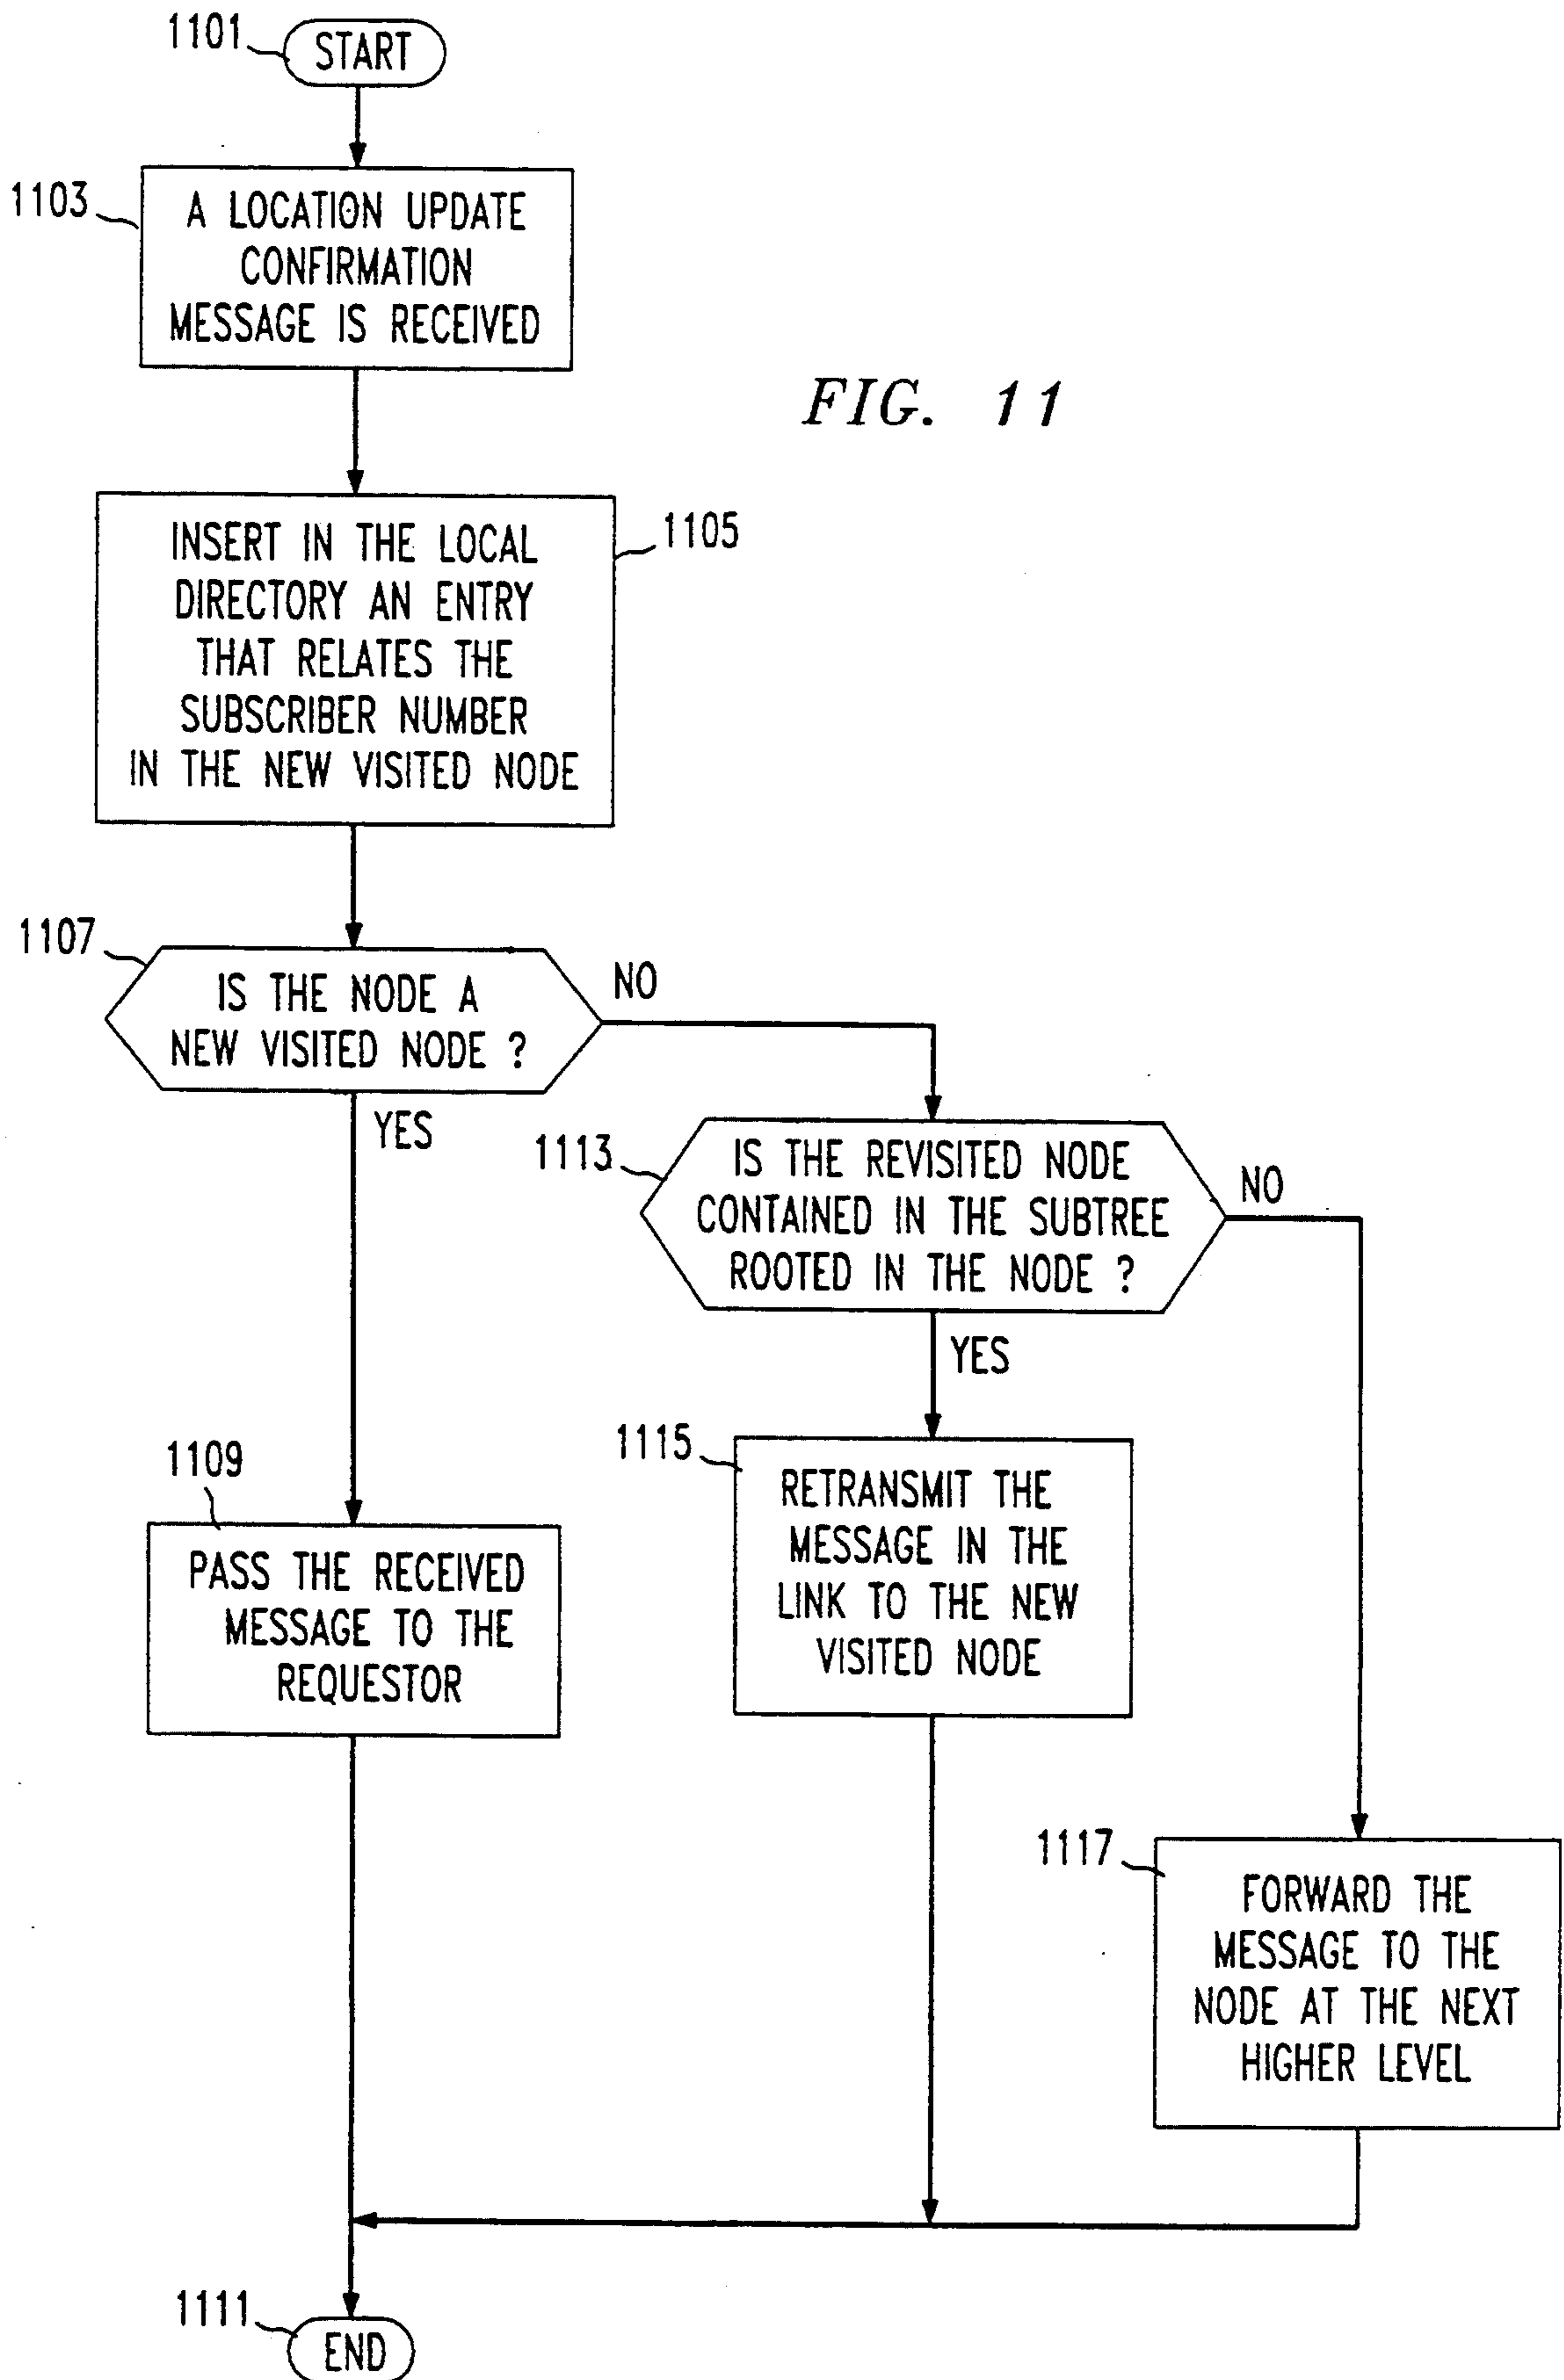 1101
START
1103
A LOCATION UPDATE
CONFIRMATION
MESSAGE IS RECEIVED
FIG. 11
INSERT IN THE LOCAL
DIRECTORY AN ENTRY
THAT RELATES THE
SUBSCRIBER NUMBER
IN THE NEW VISITED NODE
1105
1107
IS THE NODE A
NEW VISITED NODE ?
NO
YES
1113
IS THE REVISITED NODE
CONTAINED IN THE SUBTREE
ROOTED IN THE NODE ?
NO
YES
1109
PASS THE RECEIVED
MESSAGE TO THE
REQUESTOR
1115
RETRANSMIT THE
MESSAGE IN THE
LINK TO THE NEW
VISITED NODE
1117
FORWARD THE
MESSAGE TO THE
NODE AT THE NEXT
HIGHER LEVEL
1111
END